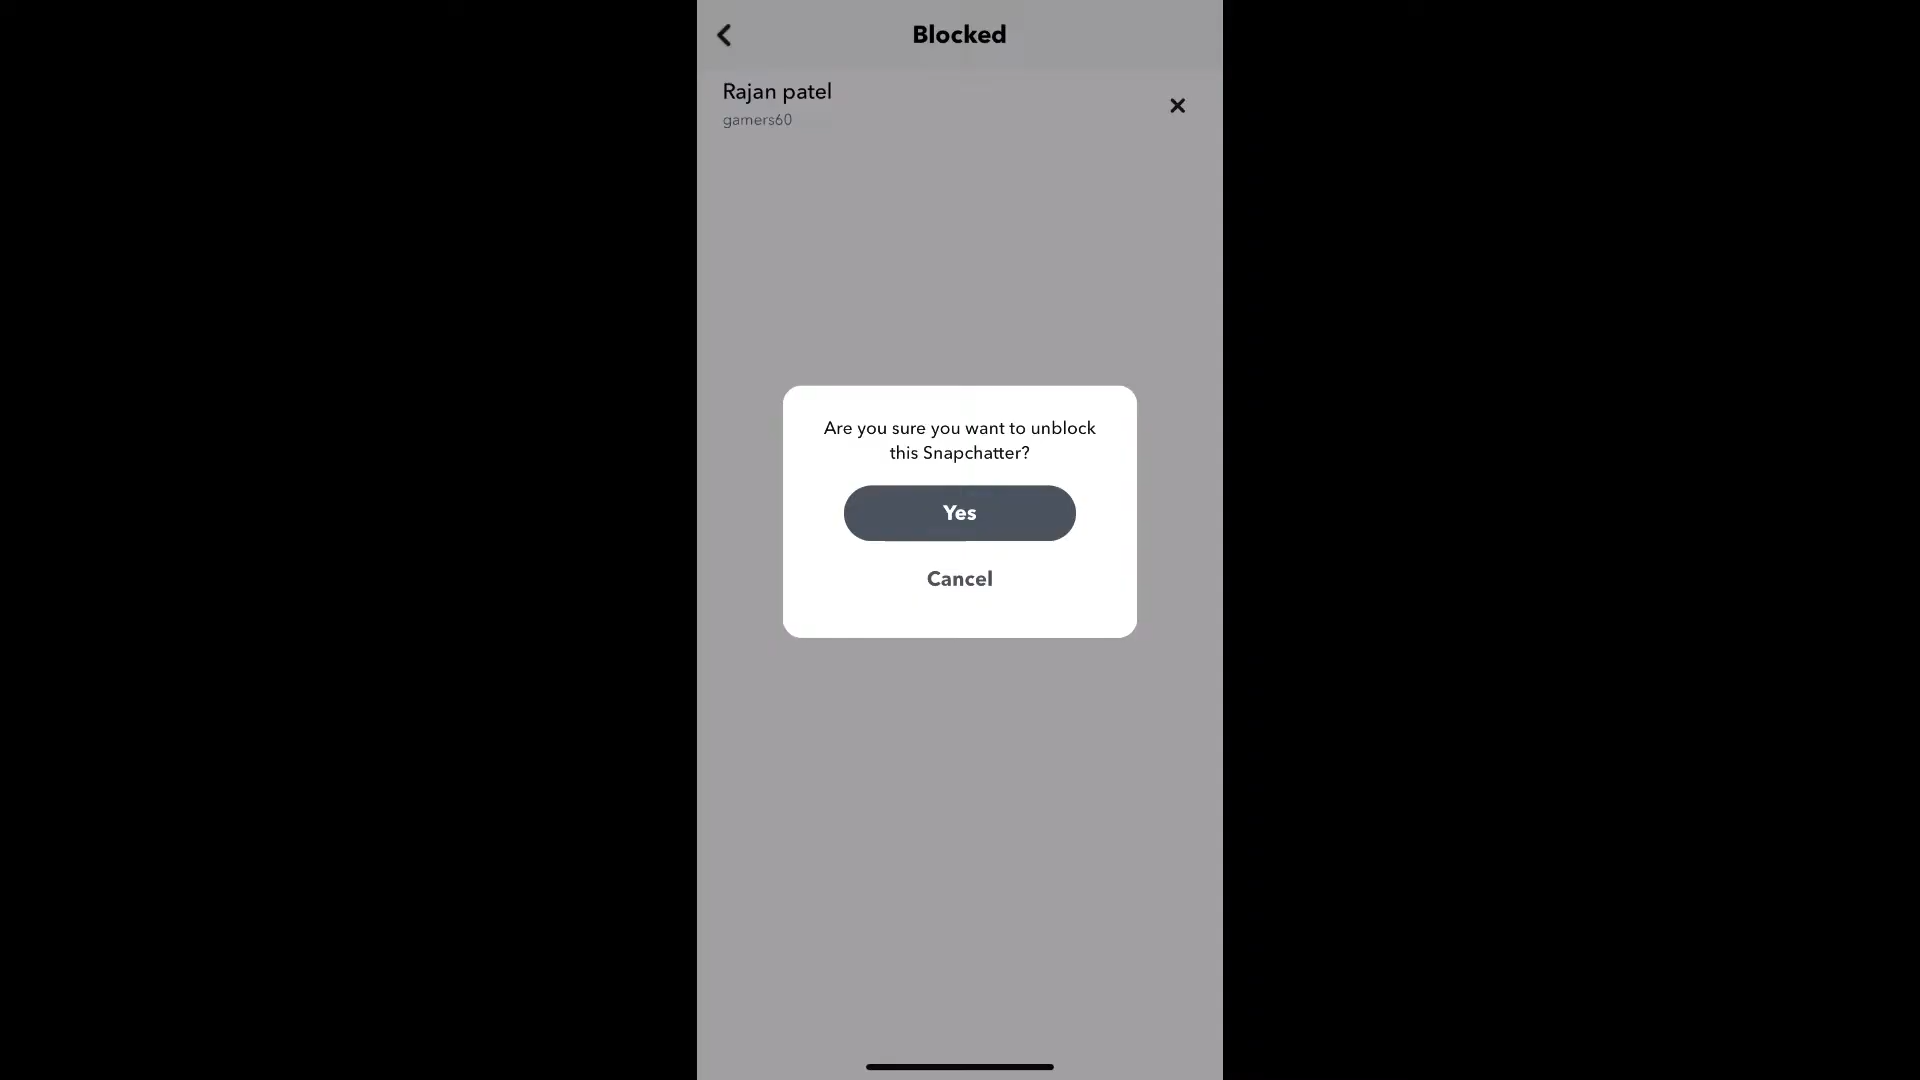 Blocked
Rajan patel
gamers60
Are you sure you want to unblock
this Snapchatter?
Yes
Cancel